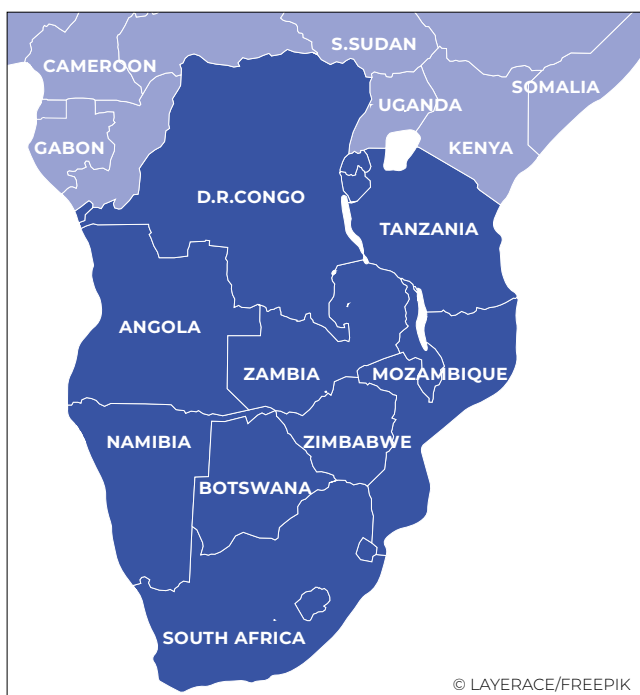 S.SUDAN
CAMEROON
SOMALIA
UGANDA
GABON
KENYA
D.R.CONGO
TANZANIA
ANGOLA
ZAMBIA
MOZAMBIQUE
NAMIBIA
ZIMBABWE
BOTSWANA
SOUTH AFRICA
© LAYERACE/FREEPIK